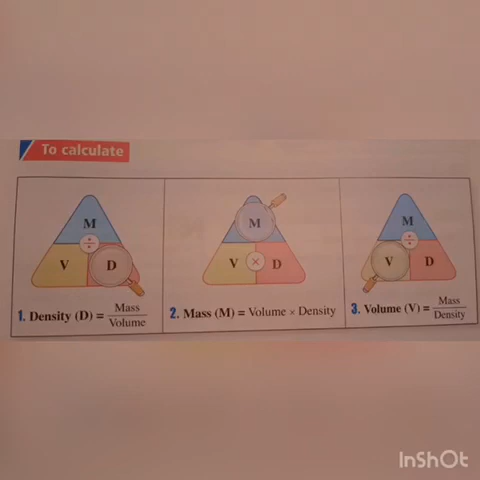 To calculate
M
÷
V
D
1. Density (D) = Mass
Volume
M
V
×
D
2. Mass (M) = Volume × Density
M
÷
V
D
3. Volume (V) = Mass
Density
InShOt